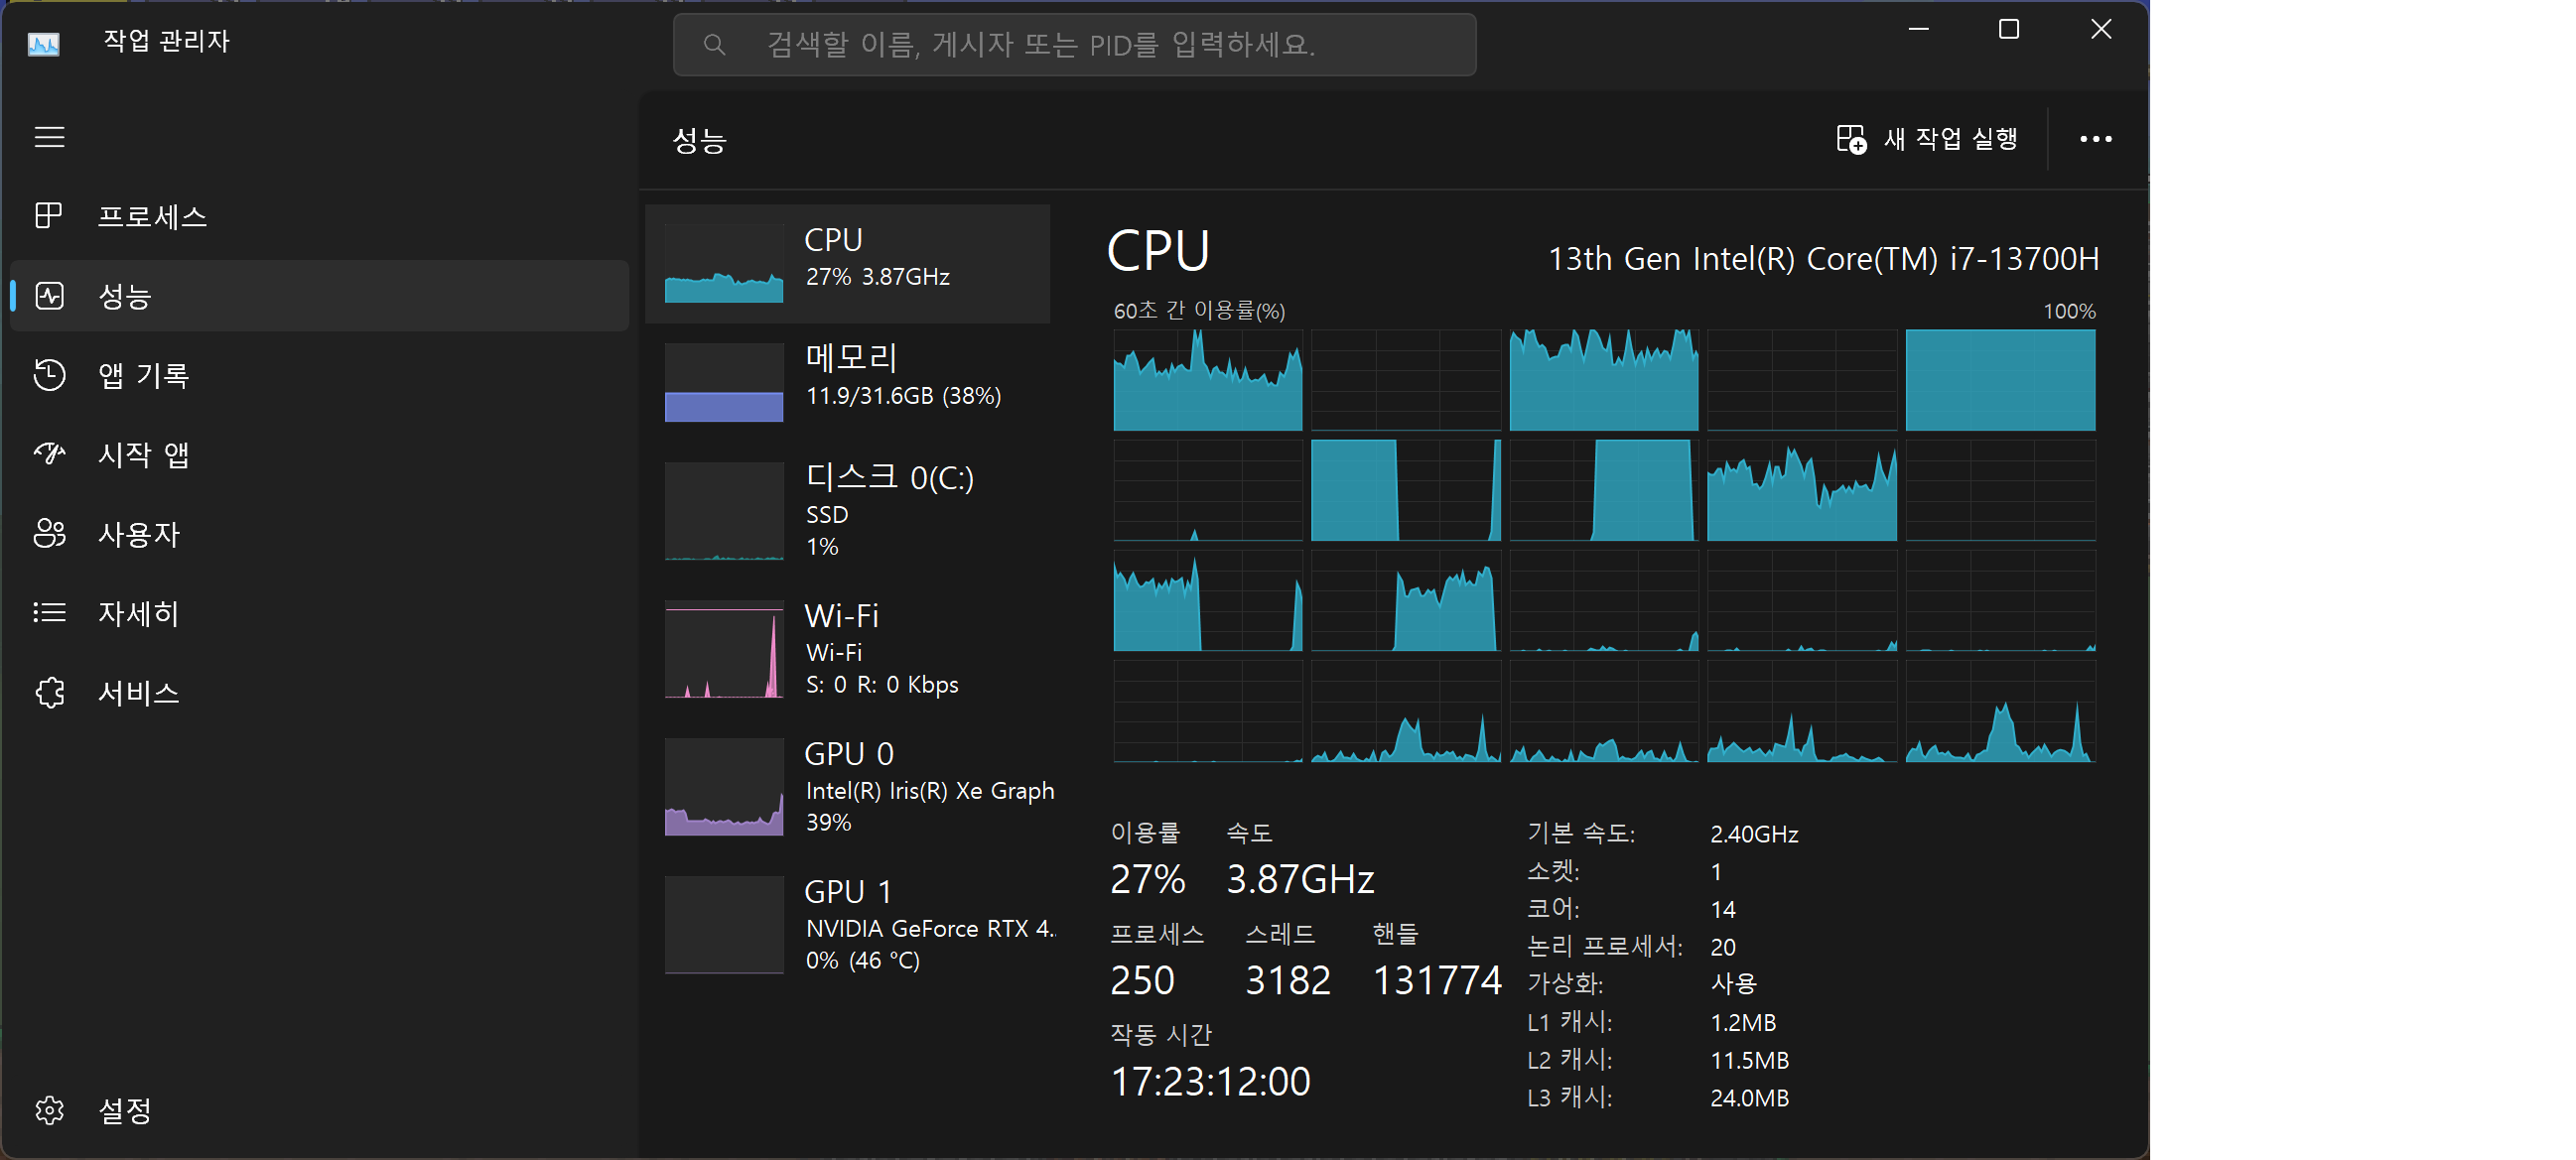 작업 관리자
검색할 이름, 게시자 또는 PID를 입력하세요.
성능
새 작업 실행
프로세스
성능
앱 기록
시작 앱
사용자
자세히
서비스
설정
CPU
27% 3.87GHz
메모리
11.9/31.6GB (38%)
디스크 0(C:)
SSD
1%
Wi-Fi
Wi-Fi
S: 0 R: 0 Kbps
GPU 0
Intel(R) Iris(R) Xe Graph
39%
GPU 1
NVIDIA GeForce RTX 4..
0% (46 °C)
CPU
13th Gen Intel(R) Core(TM) i7-13700H
60초 간 이용률(%)
100%
이용률 속도
27% 3.87GHz
프로세스 스레드 핸들
250 3182 131774
작동 시간
17:23:12:00
기본 속도: 2.40GHz
소켓: 1
코어: 14
논리 프로세서: 20
가상화: 사용
L1 캐시: 1.2MB
L2 캐시: 11.5MB
L3 캐시: 24.0MB